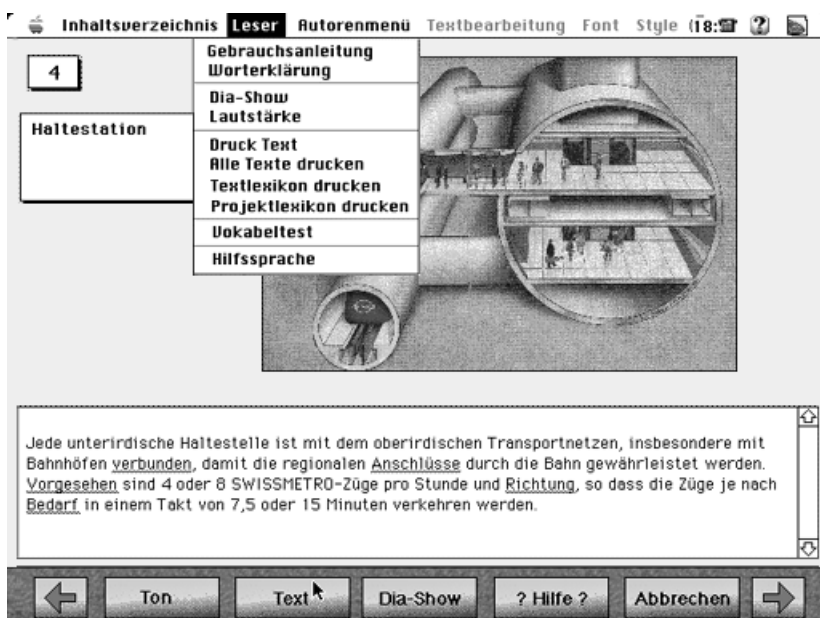 Inhaltsverzeichnis Leser Autorenmenü Textbearbeitung Font Style
Gebrauchsanleitung
Worterklärung
Dia-Show
Lautstärke
Druck Text
Alle Texte drucken
Textlexikon drucken
Projektlexikon drucken
Vokabeltest
Hilfssprache
4
Haltestation
Jede unterirdische Haltestelle ist mit dem oberirdischen Transportnetzen, insbesondere mit
Bahnhöfen verbunden, damit die regionalen Anschlüsse durch die Bahn gewährleistet werden.
Vorgesehen sind 4 oder 8 SWISSMETRO-Züge pro Stunde und Richtung, so dass die Züge je nach
Bedarf in einem Takt von 7,5 oder 15 Minuten verkehren werden.
Ton Text Dia-Show ? Hilfe ? Abbrechen